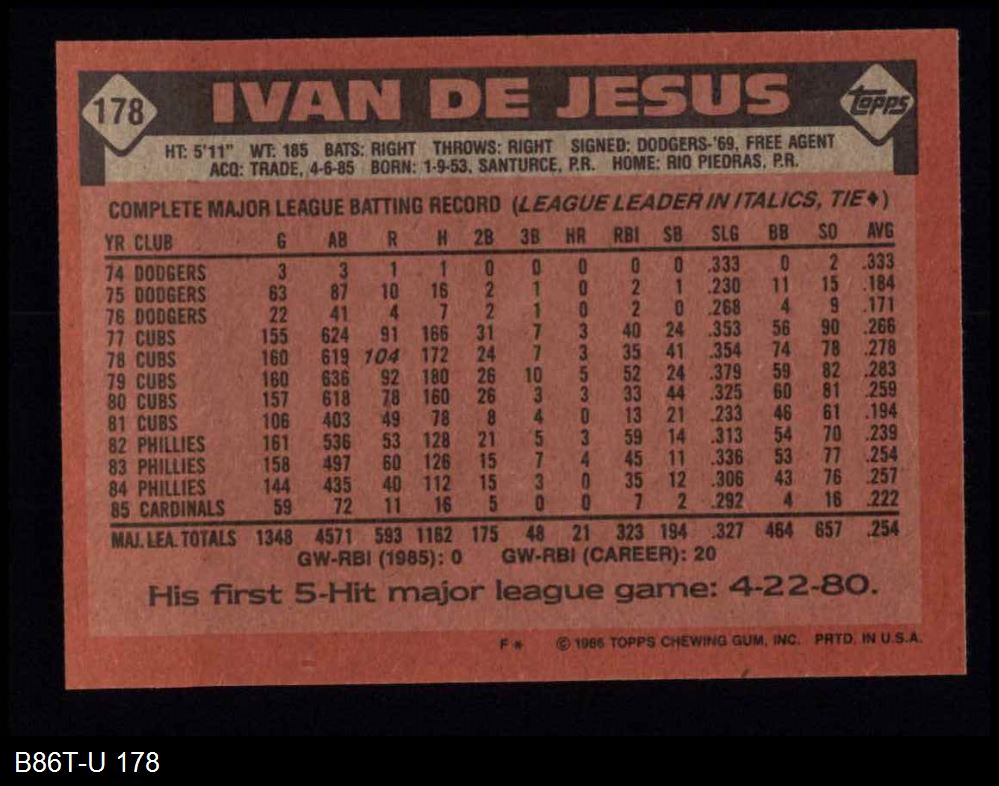 178 IVAN DE JESUS topps
HT: 5'11" WT: 185 BATS: RIGHT THROWS: RIGHT SIGNED: DODGERS-'69, FREE AGENT
ACQ: TRADE, 4-6-85 BORN: 1-9-53, SANTURCE, P.R. HOME: RIO PIEDRAS, P.R.
COMPLETE MAJOR LEAGUE BATTING RECORD (LEAGUE LEADER IN ITALICS, TIE♦)
YR CLUB G AB R H 2B 3B HR RBI SB SLG BB SO AVG
74 DODGERS 3 3 1 1 0 0 0 0 0 .333 0 2 .333
75 DODGERS 63 87 10 16 2 1 0 2 1 .230 11 15 .184
76 DODGERS 22 41 4 7 2 1 0 2 0 .268 4 9 .171
77 CUBS 155 624 91 166 31 7 3 40 24 .353 56 90 .266
78 CUBS 160 619 104 172 24 7 3 35 41 .354 74 78 .278
79 CUBS 160 636 92 180 26 10 5 52 24 .379 59 82 .283
80 CUBS 157 618 78 160 26 3 3 33 44 .325 60 81 .259
81 CUBS 106 403 49 78 8 4 0 13 21 .233 46 61 .194
82 PHILLIES 161 536 53 128 21 5 3 59 14 .313 54 70 .239
83 PHILLIES 158 497 60 126 15 7 4 45 11 .336 53 77 .254
84 PHILLIES 144 435 40 112 15 3 0 35 12 .306 43 76 .257
85 CARDINALS 59 72 11 16 5 0 0 7 2 .292 4 16 .222
MAJ. LEA. TOTALS 1348 4571 593 1162 175 48 21 323 194 .327 464 657 .254
GW-RBI (1985): 0 GW-RBI (CAREER): 20
His first 5-Hit major league game: 4-22-80.
F* © 1986 TOPPS CHEWING GUM, INC. PRTD. IN U.S.A.
B86T-U 178